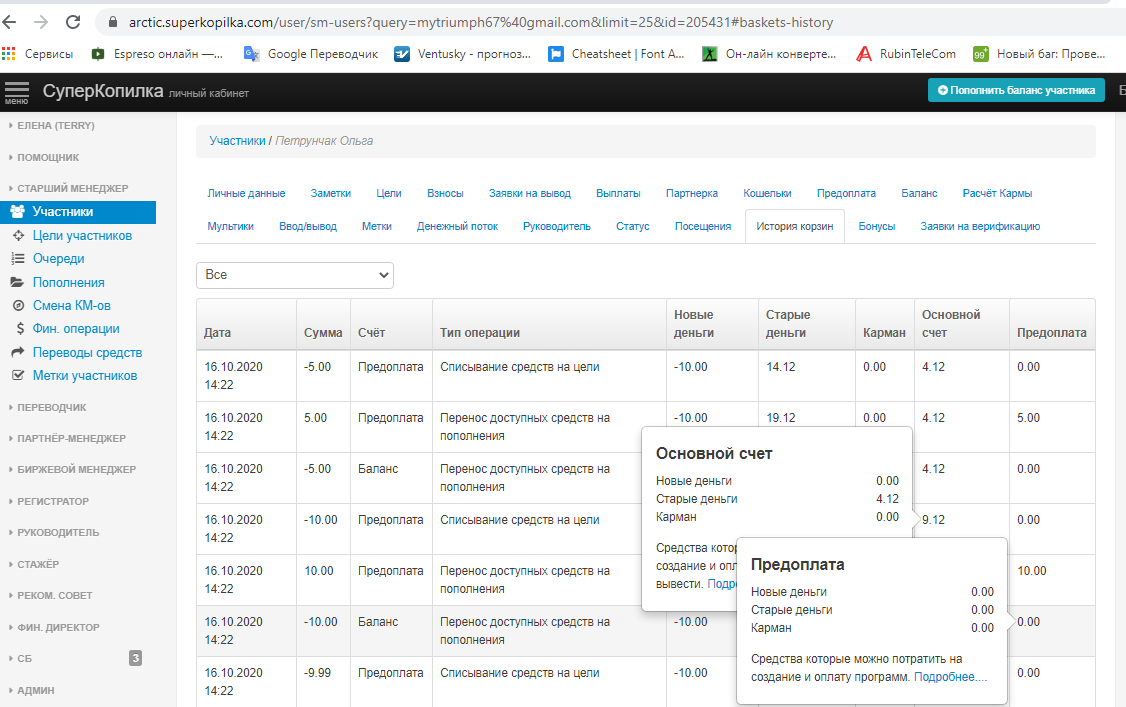 arctic.superkopilka.com/user/sm-users?query=mytriumph67%40gmail.com&limit=25&id=205431#baskets-history
Сервисы Espreso онлайн —... Google Переводчик Ventusky - прогноз... Cheatsheet | Font A... Он-лайн конверте... RubinTeleCom 99+ Новый баг: Прове...
меню СуперКопилка личный кабинет Пополнить баланс участника Б
ЕЛЕНА (TERRY)
ПОМОЩНИК
СТАРШИЙ МЕНЕДЖЕР
Участники
Цели участников
Очереди
Пополнения
Смена КМ-ов
Фин. операции
Переводы средств
Метки участников
ПЕРЕВОДЧИК
ПАРТНЁР-МЕНЕДЖЕР
БИРЖЕВОЙ МЕНЕДЖЕР
РЕГИСТРАТОР
РУКОВОДИТЕЛЬ
СТАЖЁР
РЕКОМ. СОВЕТ
ФИН. ДИРЕКТОР
СБ 3
АДМИН
Участники / Петрунчак Ольга
Личные данные Заметки Цели Взносы Заявки на вывод Выплаты Партнерка Кошельки Предоплата Баланс Расчёт Кармы
Мультики Ввод/вывод Метки Денежный поток Руководитель Статус Посещения История корзин Бонусы Заявки на верификацию
Все
Дата Сумма Счёт Тип операции Новые деньги Старые деньги Карман Основной счет Предоплата
16.10.2020 -5.00 Предоплата Списывание средств на цели -10.00 14.12 0.00 4.12 0.00
14:22
16.10.2020 5.00 Предоплата Перенос доступных средств на -10.00 19.12 0.00 4.12 5.00
14:22 пополнения
16.10.2020 -5.00 Баланс Перенос доступных средств на 4.12 0.00
14:22 пополнения
16.10.2020 -10.00 Предоплата Списывание средств на цели 9.12 0.00
14:22
16.10.2020 10.00 Предоплата Перенос доступных средств на 10.00
14:22 пополнения
16.10.2020 -10.00 Баланс Перенос доступных средств на -10.00 0.00
14:22 пополнения
16.10.2020 -9.99 Предоплата Списывание средств на цели -10.00 0.00
14:22
Основной счет
Новые деньги 0.00
Старые деньги 4.12
Карман 0.00
Средства котор
создание и опл
вывести. Подро
Предоплата
Новые деньги 0.00
Старые деньги 0.00
Карман 0.00
Средства которые можно потратить на
создание и оплату программ. Подробнее....